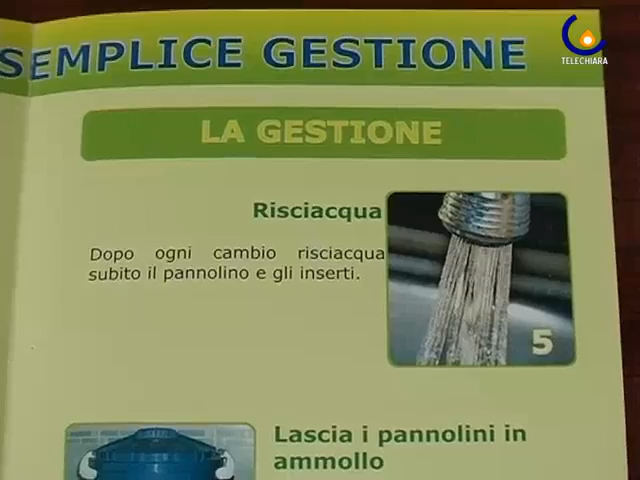 SEMPLICE GESTIONE
TELECHIARA
LA GESTIONE
Risciacqua
Dopo ogni cambio risciacqua
subito il pannolino e gli inserti.
5
Lascia i pannolini in
ammollo